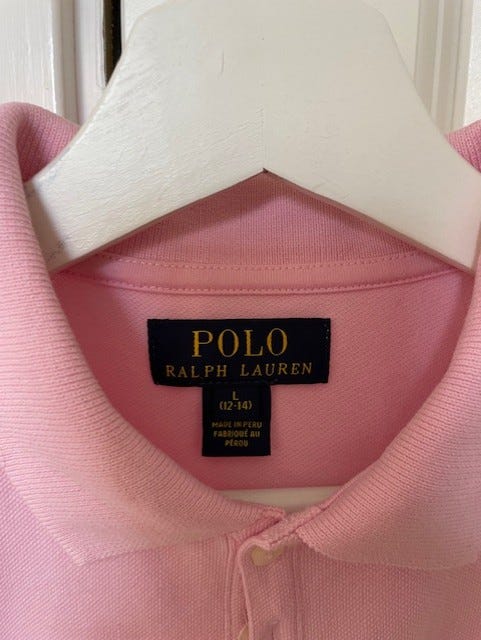 POLO
RALPH LAUREN
L
(12-14)
MADE IN PERU
FABRIQUÉ AU
PÉROU